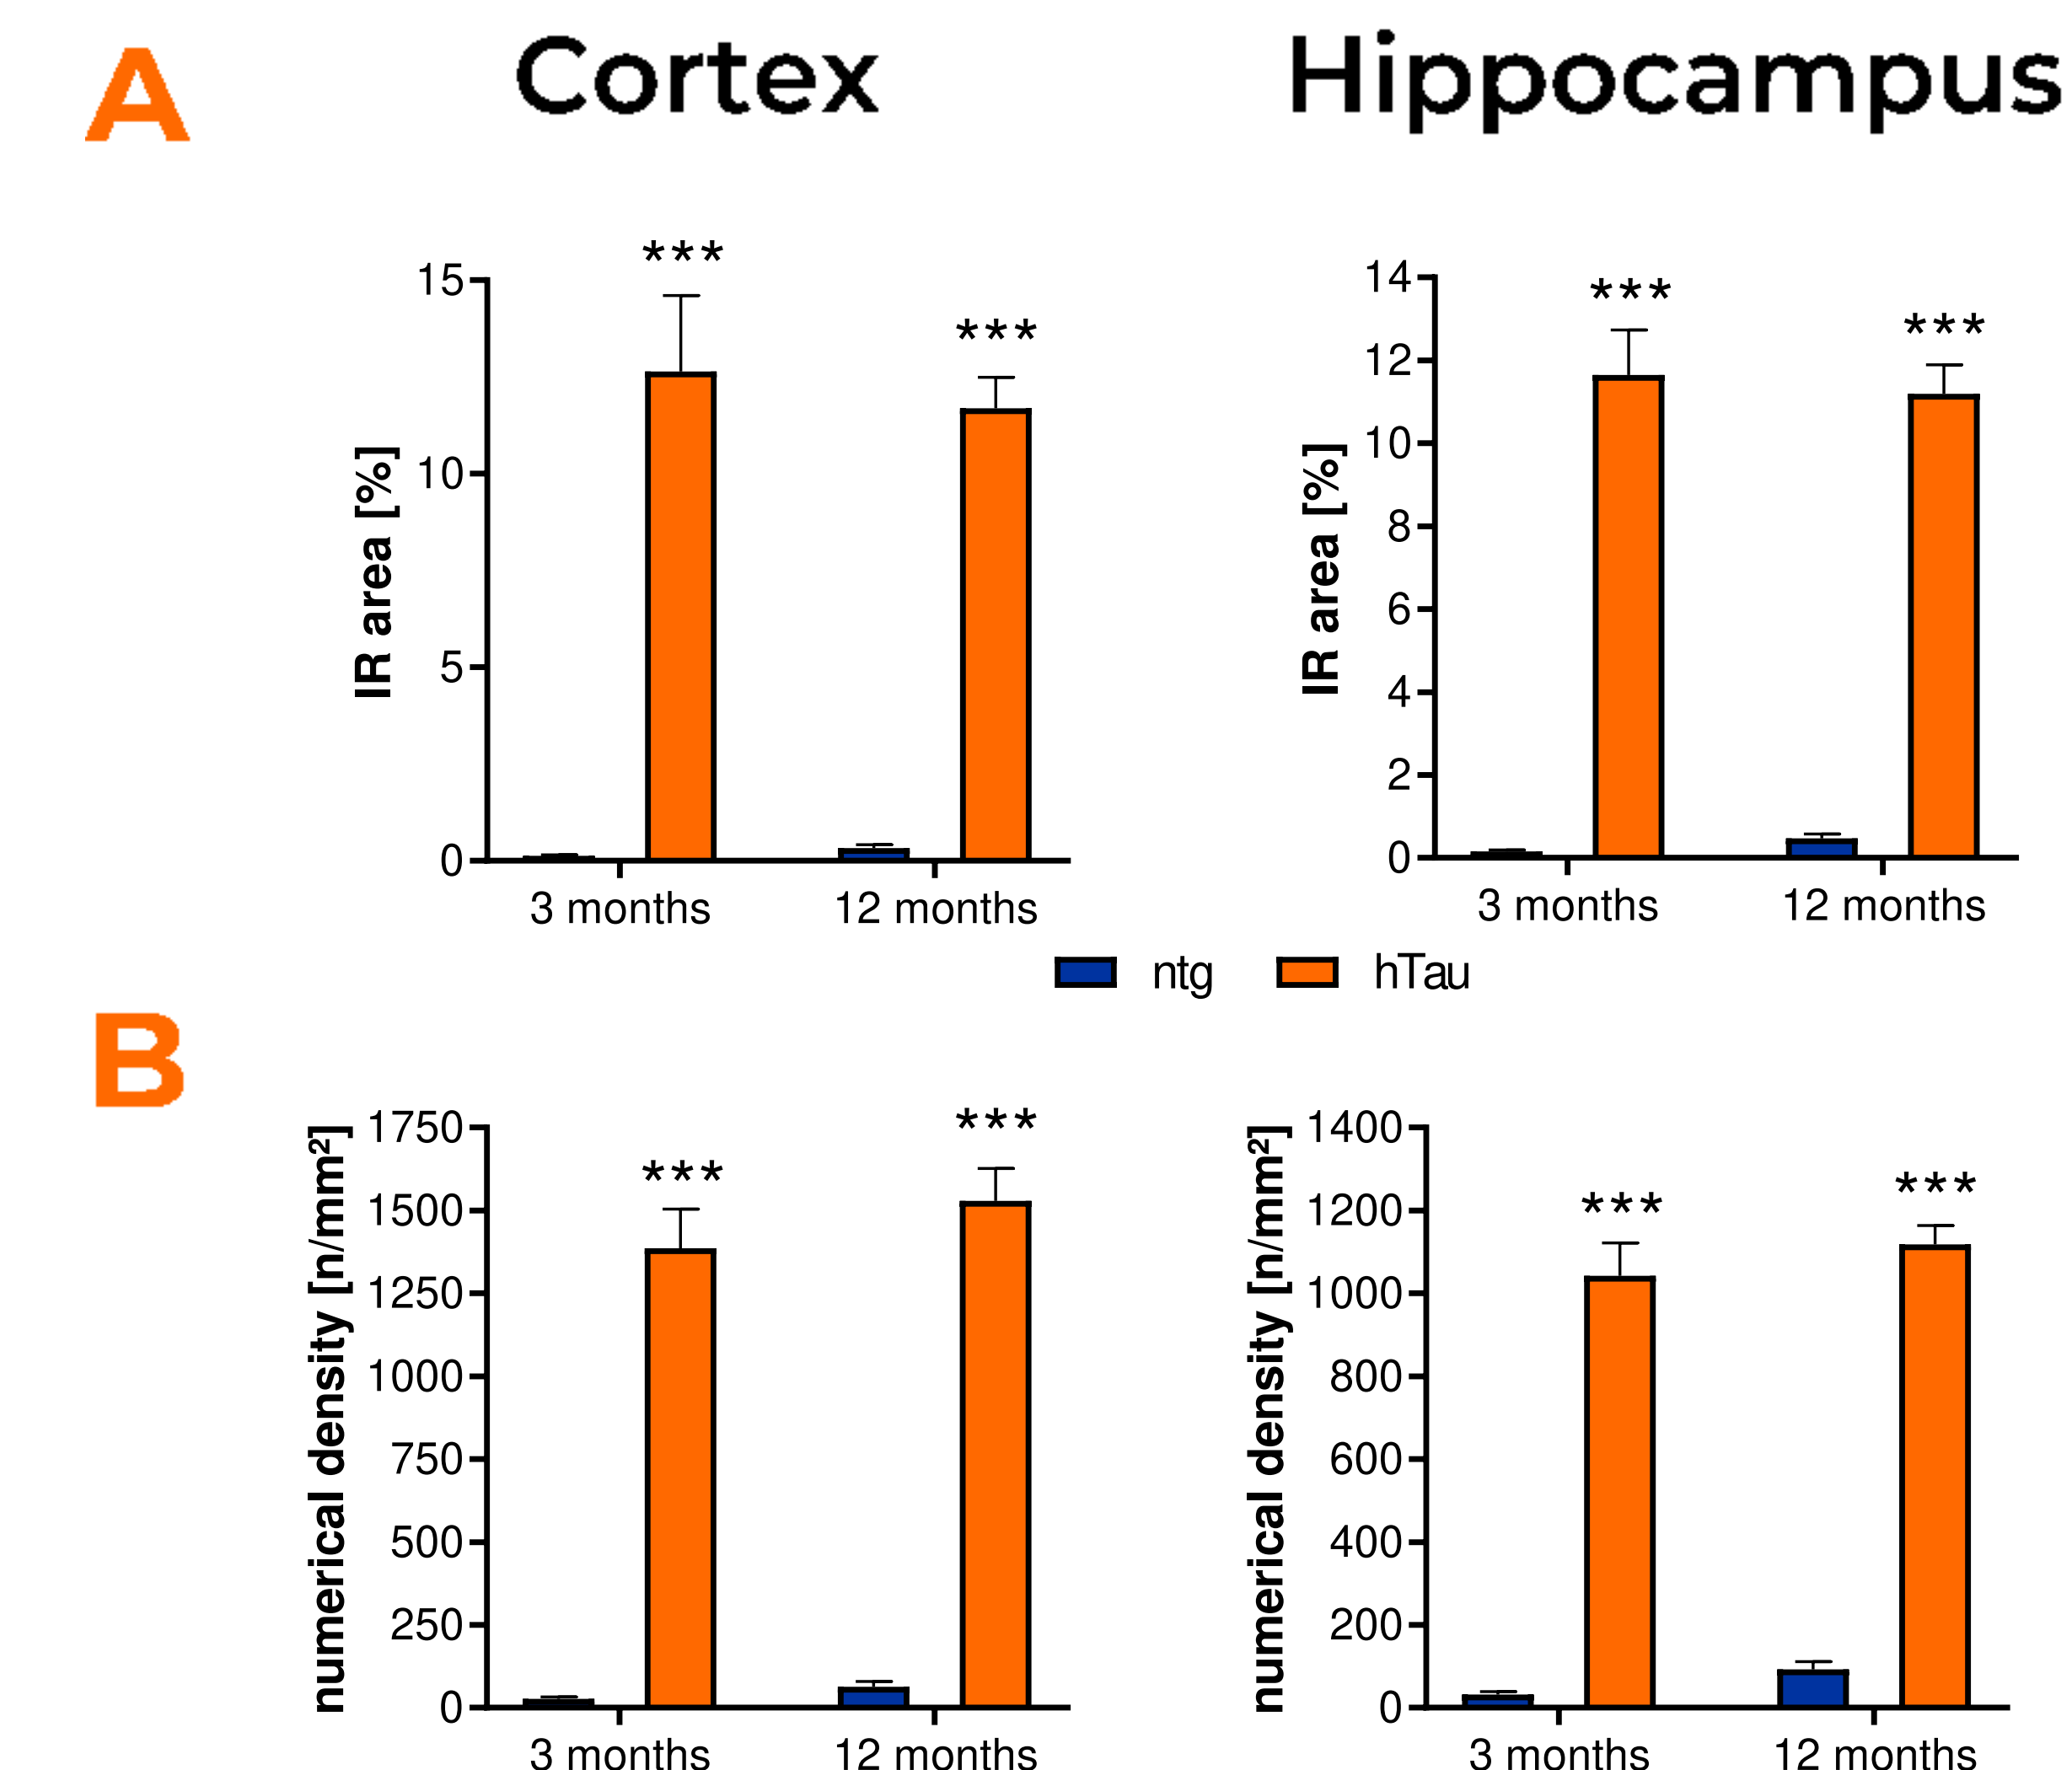 A
Cortex
Hippocampus
***
***
15
10
5
0
IR area [%]
3 months
12 months
***
***
14
12
10
8
6
4
2
0
IR area [%]
3 months
12 months
ntg
hTau
B
***
***
1750
1500
1250
1000
750
500
250
0
numerical density [n/mm²]
3 months
12 months
***
***
1400
1200
1000
800
600
400
200
0
numerical density [n/mm²]
3 months
12 months